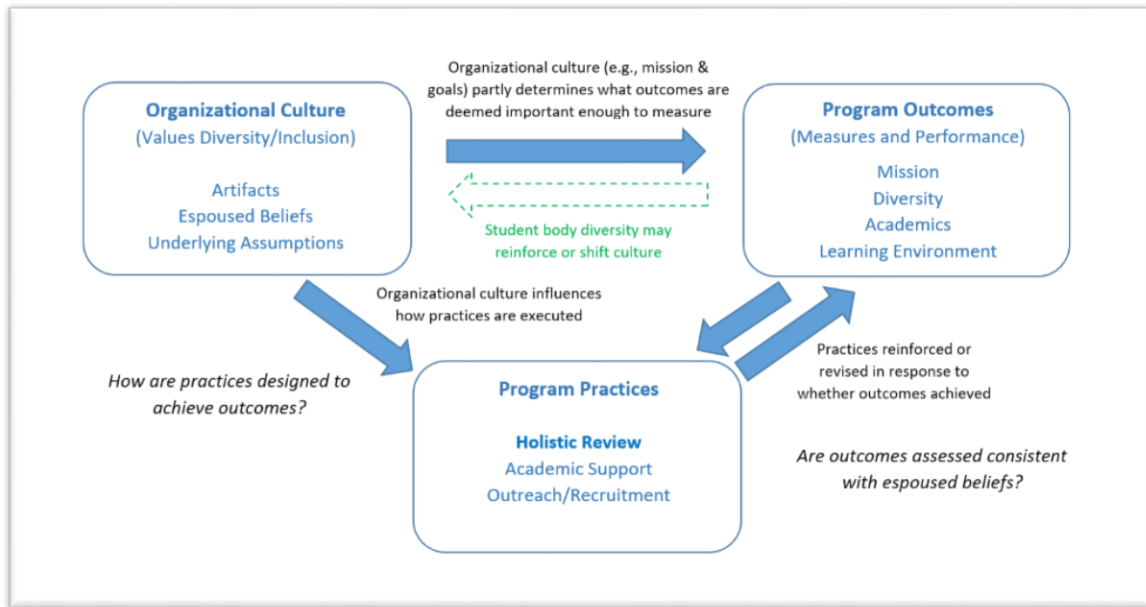 Organizational culture (e.g., mission &
goals) partly determines what outcomes are
deemed important enough to measure
Organizational Culture
(Values Diversity/Inclusion)
Artifacts
Espoused Beliefs
Underlying Assumptions
Program Outcomes
(Measures and Performance)
Mission
Diversity
Academics
Learning Environment
Student body diversity may
reinforce or shift culture
Organizational culture influences
how practices are executed
How are practices designed to
achieve outcomes?
Program Practices
Holistic Review
Academic Support
Outreach/Recruitment
Practices reinforced or
revised in response to
whether outcomes achieved
Are outcomes assessed consistent
with espoused beliefs?